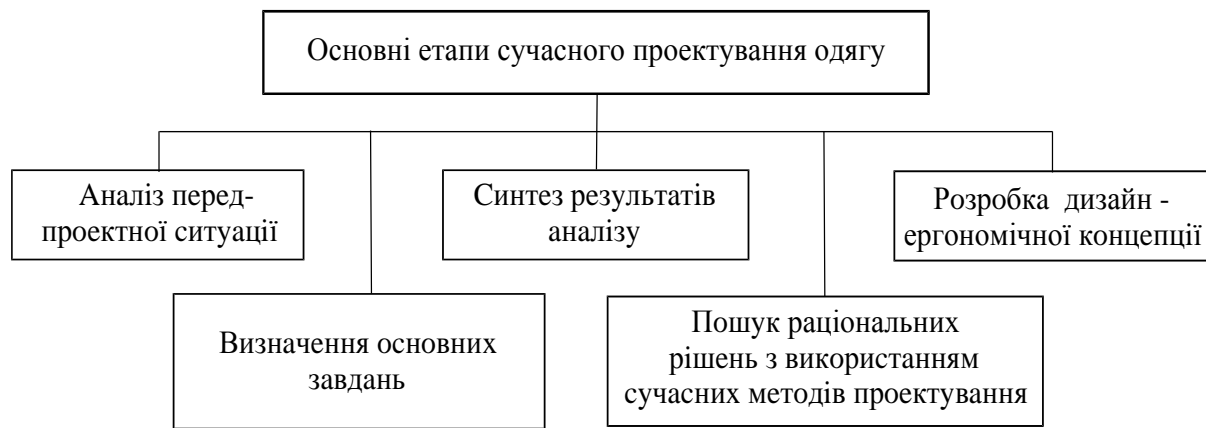 Основні етапи сучасного проектування одягу
Аналіз перед-
проектної ситуації
Визначення основних
завдань
Синтез результатів
аналізу
Пошук раціональних
рішень з використанням
сучасних методів проектування
Розробка дизайн -
ергономічної концепції